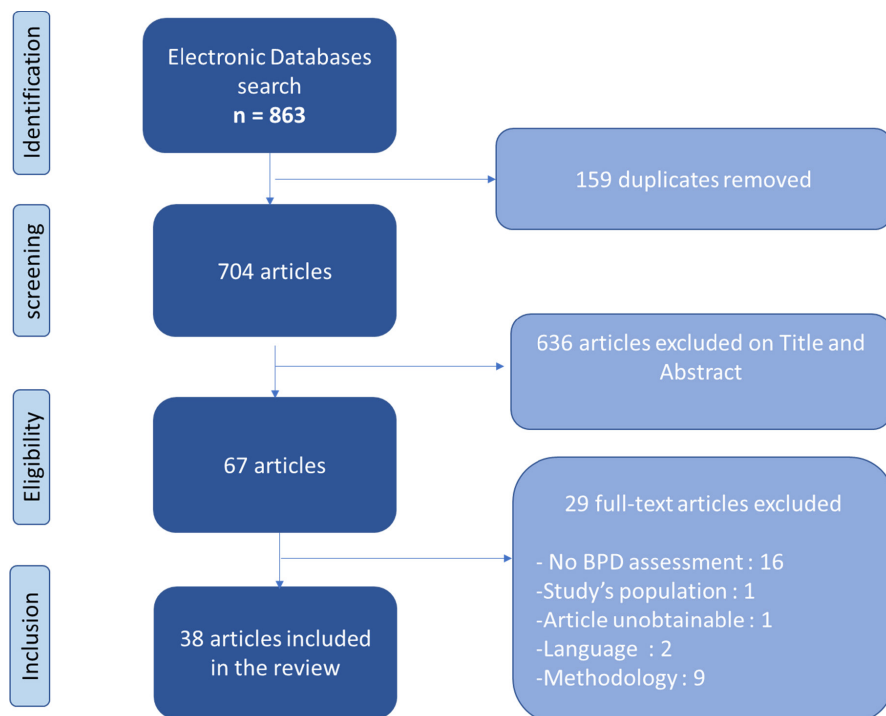 Identification
Electronic Databases
search
n = 863
159 duplicates removed
screening
704 articles
636 articles excluded on Title and
Abstract
Eligibility
67 articles
29 full-text articles excluded
- No BPD assessment : 16
-Study's population : 1
-Article unobtainable : 1
-Language : 2
-Methodology : 9
Inclusion
38 articles included
in the review